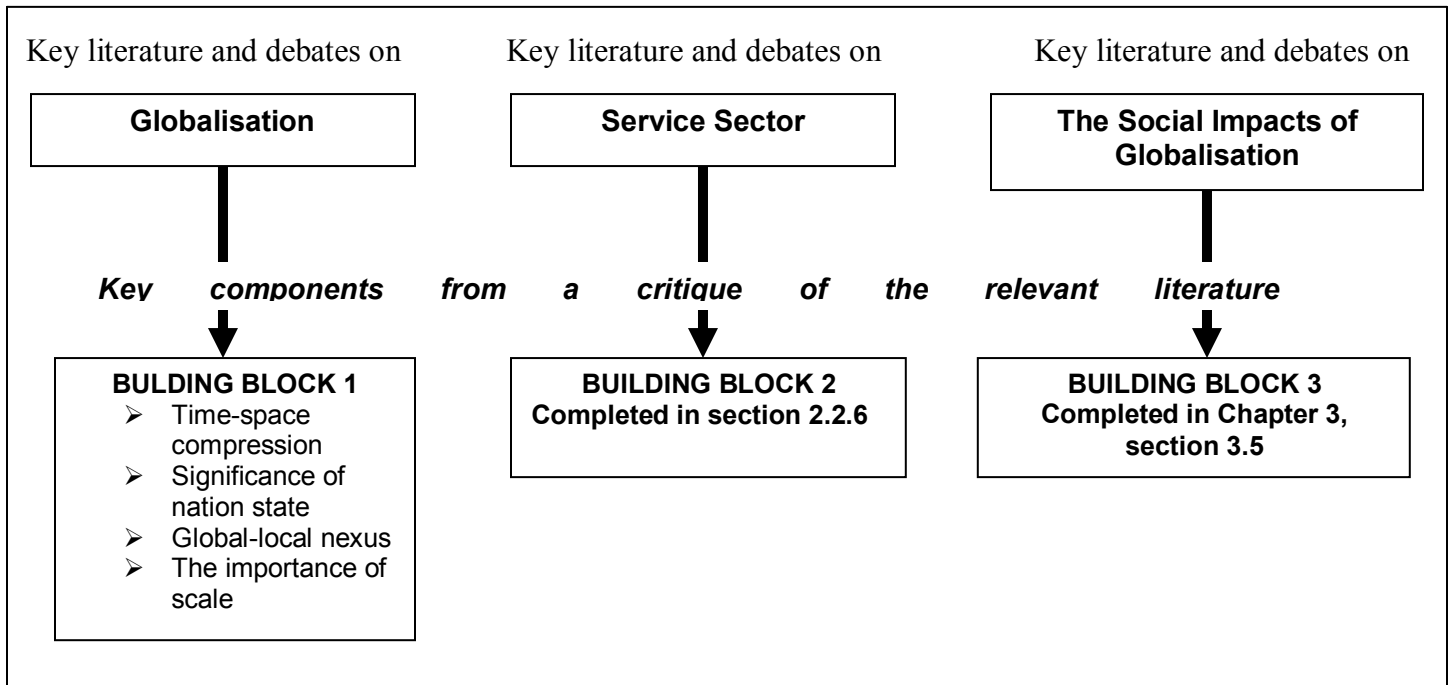 Key literature and debates on
Globalisation
Key literature and debates on
Service Sector
Key literature and debates on
The Social Impacts of
Globalisation
Key components from a critique of the relevant literature
BULDING BLOCK 1
➢ Time-space
compression
➢ Significance of
nation state
➢ Global-local nexus
➢ The importance of
scale
BUILDING BLOCK 2
Completed in section 2.2.6
BUILDING BLOCK 3
Completed in Chapter 3,
section 3.5